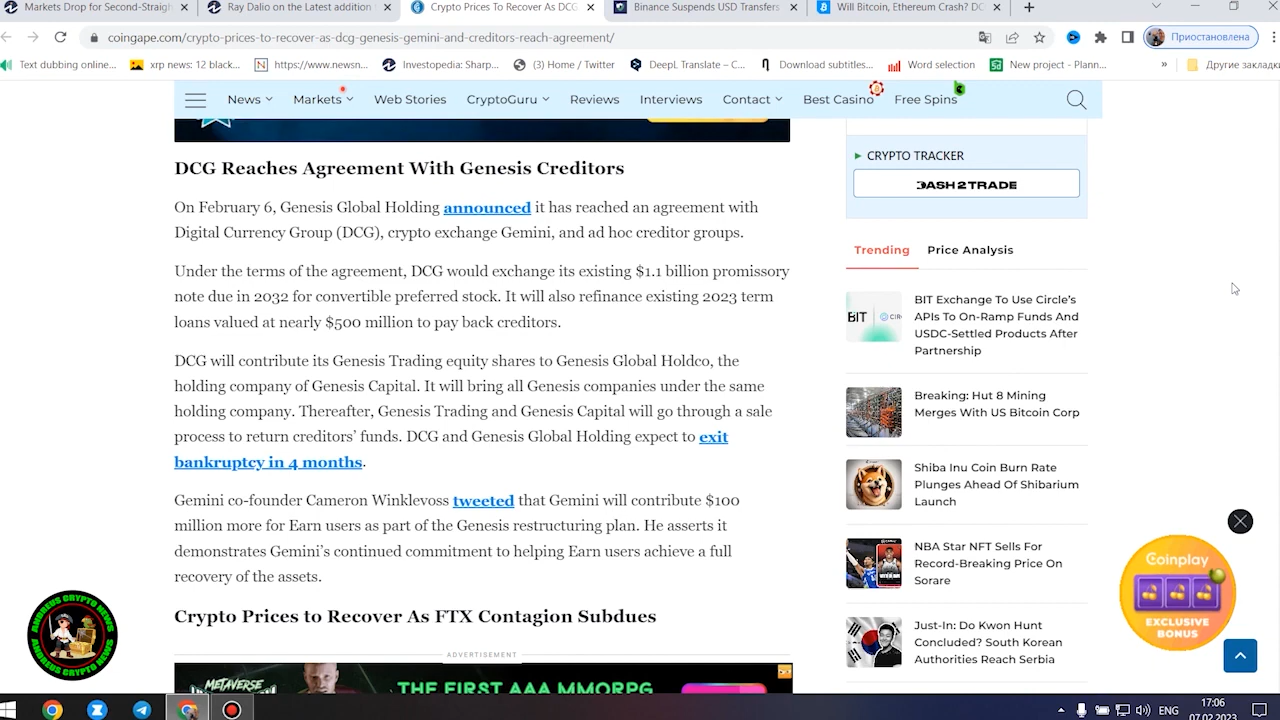 Markets Drop for Second-Straigh
Ray Dalio on the Latest addition
Crypto Prices To Recover As DCG,
Binance Suspends USD Transfers
Will Bitcoin, Ethereum Crash? DC
coingape.com/crypto-prices-to-recover-as-dcg-genesis-gemini-and-creditors-reach-agreement/
Приостановлена
Text dubbing online...
xrp news: 12 black...
https://www.newsn...
Investopedia: Sharp...
(3) Home / Twitter
DeepL Translate – C...
Download subtitles...
Word selection
New project - Plann...
»
Другие закладки
News
Markets
Web Stories
CryptoGuru
Reviews
Interviews
Contact
Best Casino
Free Spins
DCG Reaches Agreement With Genesis Creditors
On February 6, Genesis Global Holding announced it has reached an agreement with
Digital Currency Group (DCG), crypto exchange Gemini, and ad hoc creditor groups.
Under the terms of the agreement, DCG would exchange its existing $1.1 billion promissory
note due in 2032 for convertible preferred stock. It will also refinance existing 2023 term
loans valued at nearly $500 million to pay back creditors.
DCG will contribute its Genesis Trading equity shares to Genesis Global Holdco, the
holding company of Genesis Capital. It will bring all Genesis companies under the same
holding company. Thereafter, Genesis Trading and Genesis Capital will go through a sale
process to return creditors' funds. DCG and Genesis Global Holding expect to exit
bankruptcy in 4 months.
Gemini co-founder Cameron Winklevoss tweeted that Gemini will contribute $100
million more for Earn users as part of the Genesis restructuring plan. He asserts it
demonstrates Gemini's continued commitment to helping Earn users achieve a full
recovery of the assets.
Crypto Prices to Recover As FTX Contagion Subdues
ADVERTISEMENT
METAVERSE
THE FIRST AAA MMORPG
CRYPTO TRACKER
DASH 2 TRADE
Trending
Price Analysis
BIT Exchange To Use Circle's
APIs To On-Ramp Funds And
USDC-Settled Products After
Partnership
Breaking: Hut 8 Mining
Merges With US Bitcoin Corp
Shiba Inu Coin Burn Rate
Plunges Ahead Of Shibarium
Launch
NBA Star NFT Sells For
Record-Breaking Price On
Sorare
Just-In: Do Kwon Hunt
Concluded? South Korean
Authorities Reach Serbia
Coinplay
EXCLUSIVE
BONUS
ANDREUS CRYPTO NEWS
ANDREUS CRYPTO NEWS
ENG
17:06
07.02.2023